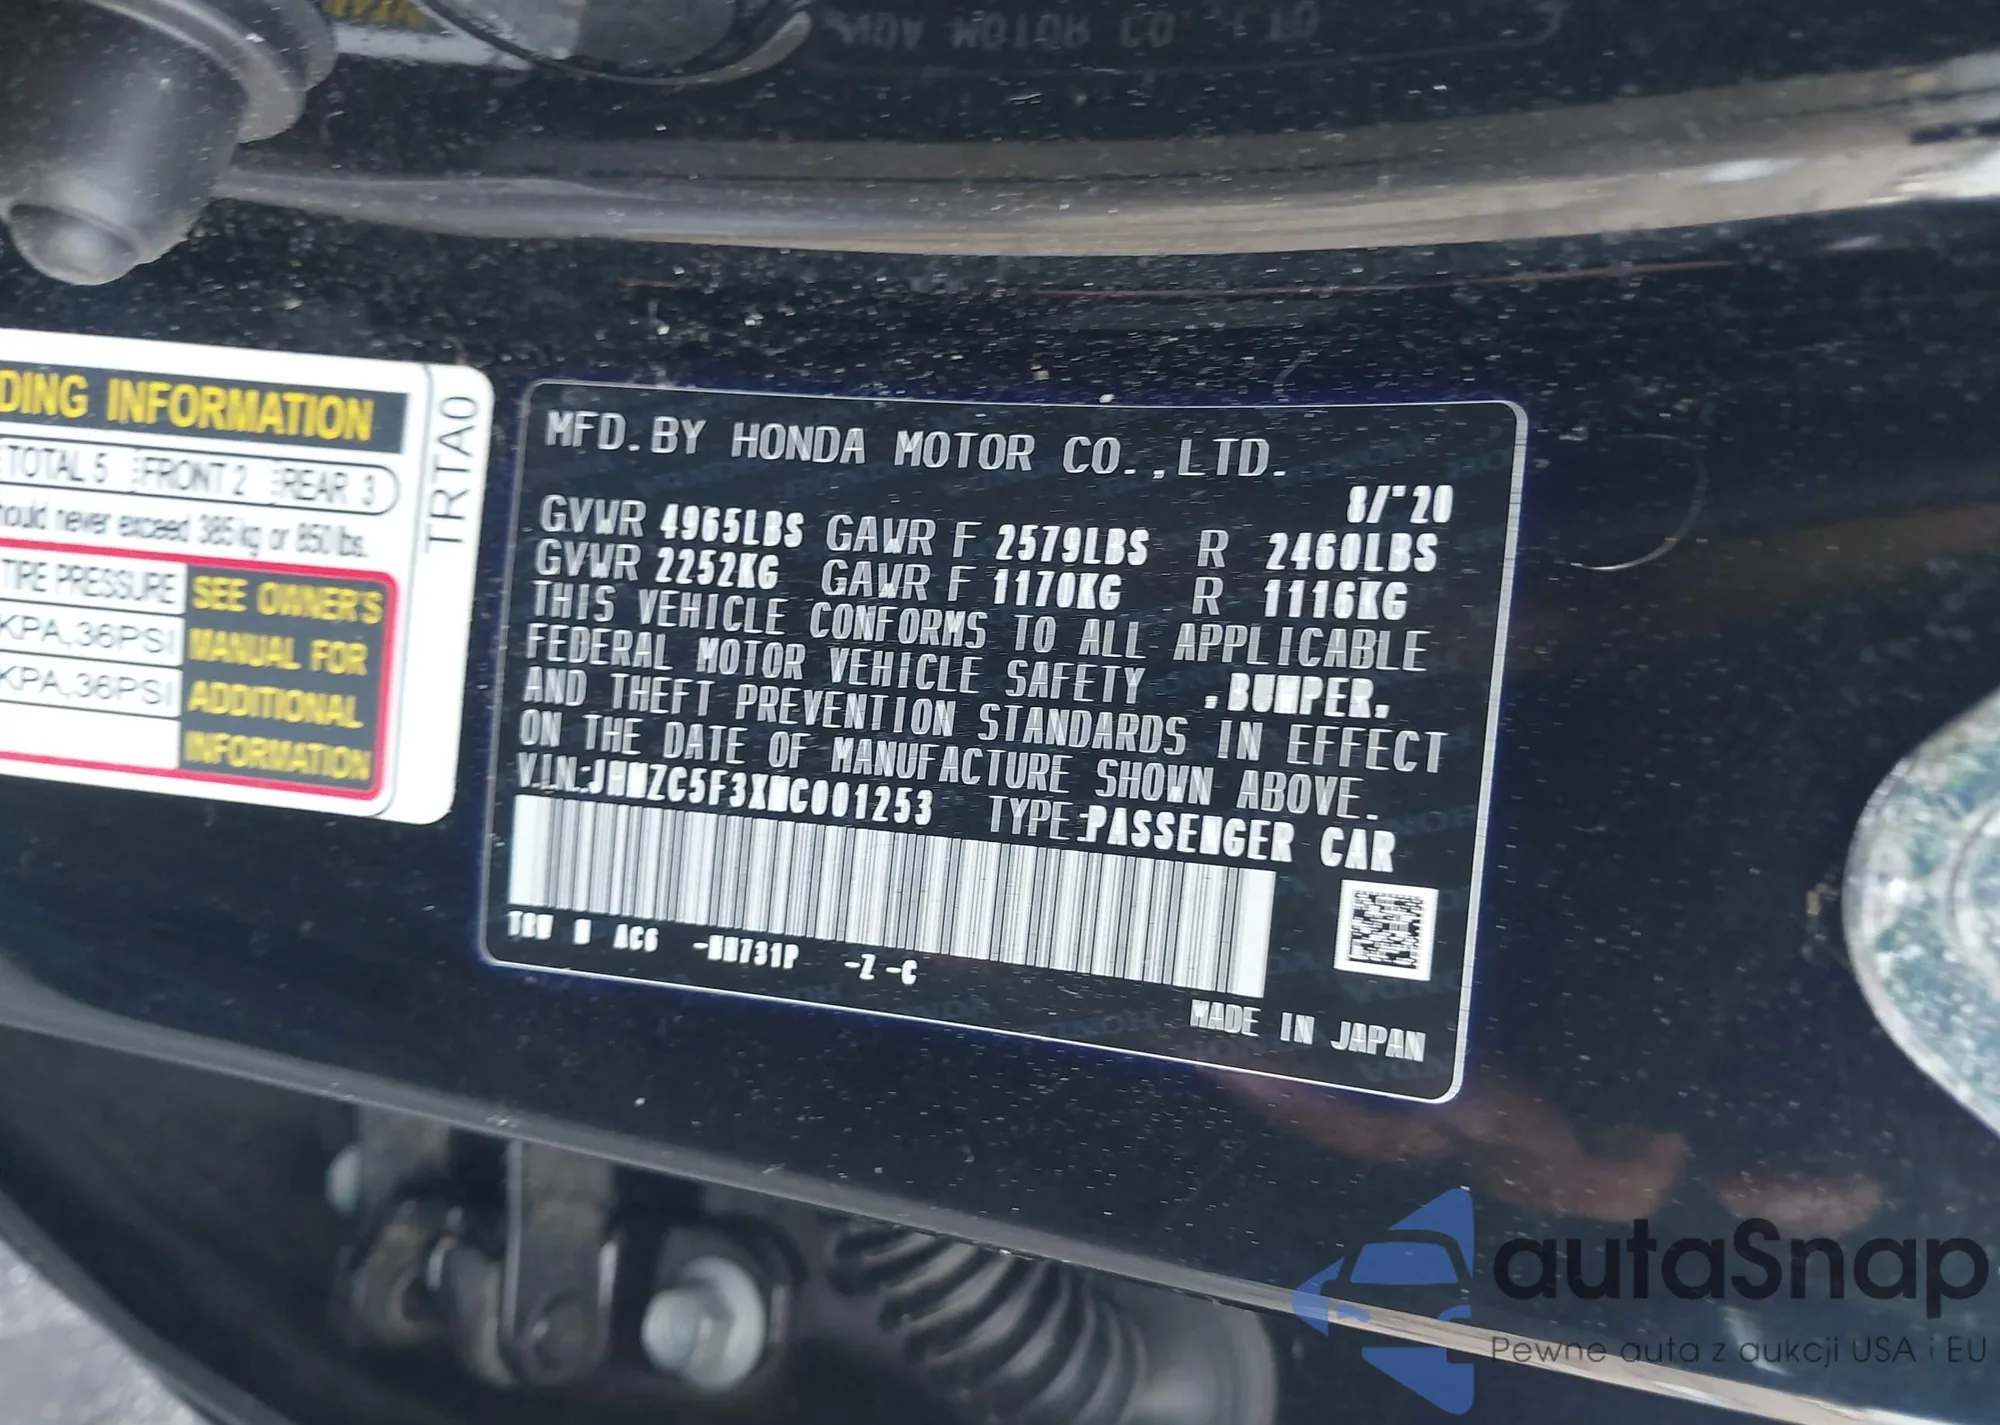 DING INFORMATION
TOTAL 5 FRONT 2 REAR 3
ould never exceed 385 kg or 850 lbs.
TIRE PRESSURE
KPA, 36PSI
KPA, 36PSI
SEE OWNER'S
MANUAL FOR
ADDITIONAL
INFORMATION
TRTA0
MFD. BY HONDA MOTOR CO., LTD.
8/'20
GVWR 4965LBS GAWR F 2579LBS R 2460LBS
GVWR 2252KG GAWR F 1170KG R 1116KG
THIS VEHICLE CONFORMS TO ALL APPLICABLE
FEDERAL MOTOR VEHICLE SAFETY ,BUMPER,
AND THEFT PREVENTION STANDARDS IN EFFECT
ON THE DATE OF MANUFACTURE SHOWN ABOVE.
V.I.N.:JHMZC5F3XMC001253 TYPE:PASSENGER CAR
AC6 -NH731P -Z -C
MADE IN JAPAN
autaSnap
Pewne auta z aukcji USA i EU